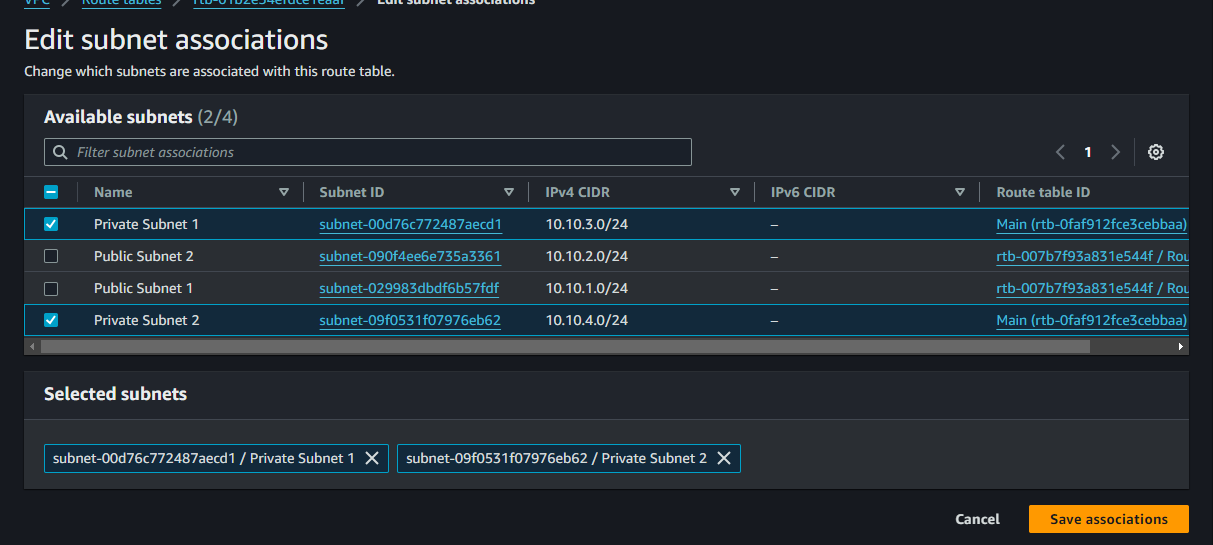 VPC Route tables rtb-01b2e34efdce1eaaf Edit subnet associations
Edit subnet associations
Change which subnets are associated with this route table.
Available subnets (2/4)
Filter subnet associations
1
Name Subnet ID IPv4 CIDR IPv6 CIDR Route table ID
Private Subnet 1 subnet-00d76c772487aecd1 10.10.3.0/24 – Main (rtb-0faf912fce3cebbaa)
Public Subnet 2 subnet-090f4ee6e735a3361 10.10.2.0/24 – rtb-007b7f93a831e544f / Rou
Public Subnet 1 subnet-029983dbdf6b57fdf 10.10.1.0/24 – rtb-007b7f93a831e544f / Rou
Private Subnet 2 subnet-09f0531f07976eb62 10.10.4.0/24 – Main (rtb-0faf912fce3cebbaa)
Selected subnets
subnet-00d76c772487aecd1 / Private Subnet 1 subnet-09f0531f07976eb62 / Private Subnet 2
Cancel Save associations